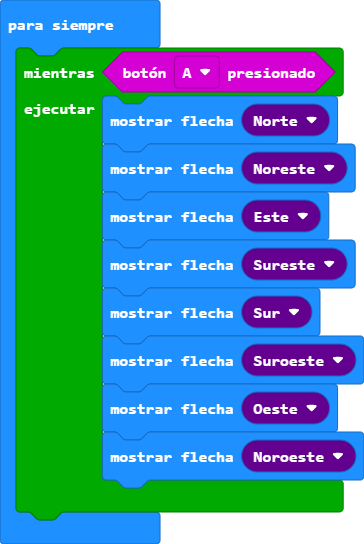 para siempre
mientras botón A presionado
ejecutar
mostrar flecha Norte
mostrar flecha Noreste
mostrar flecha Este
mostrar flecha Sureste
mostrar flecha Sur
mostrar flecha Suroeste
mostrar flecha Oeste
mostrar flecha Noroeste